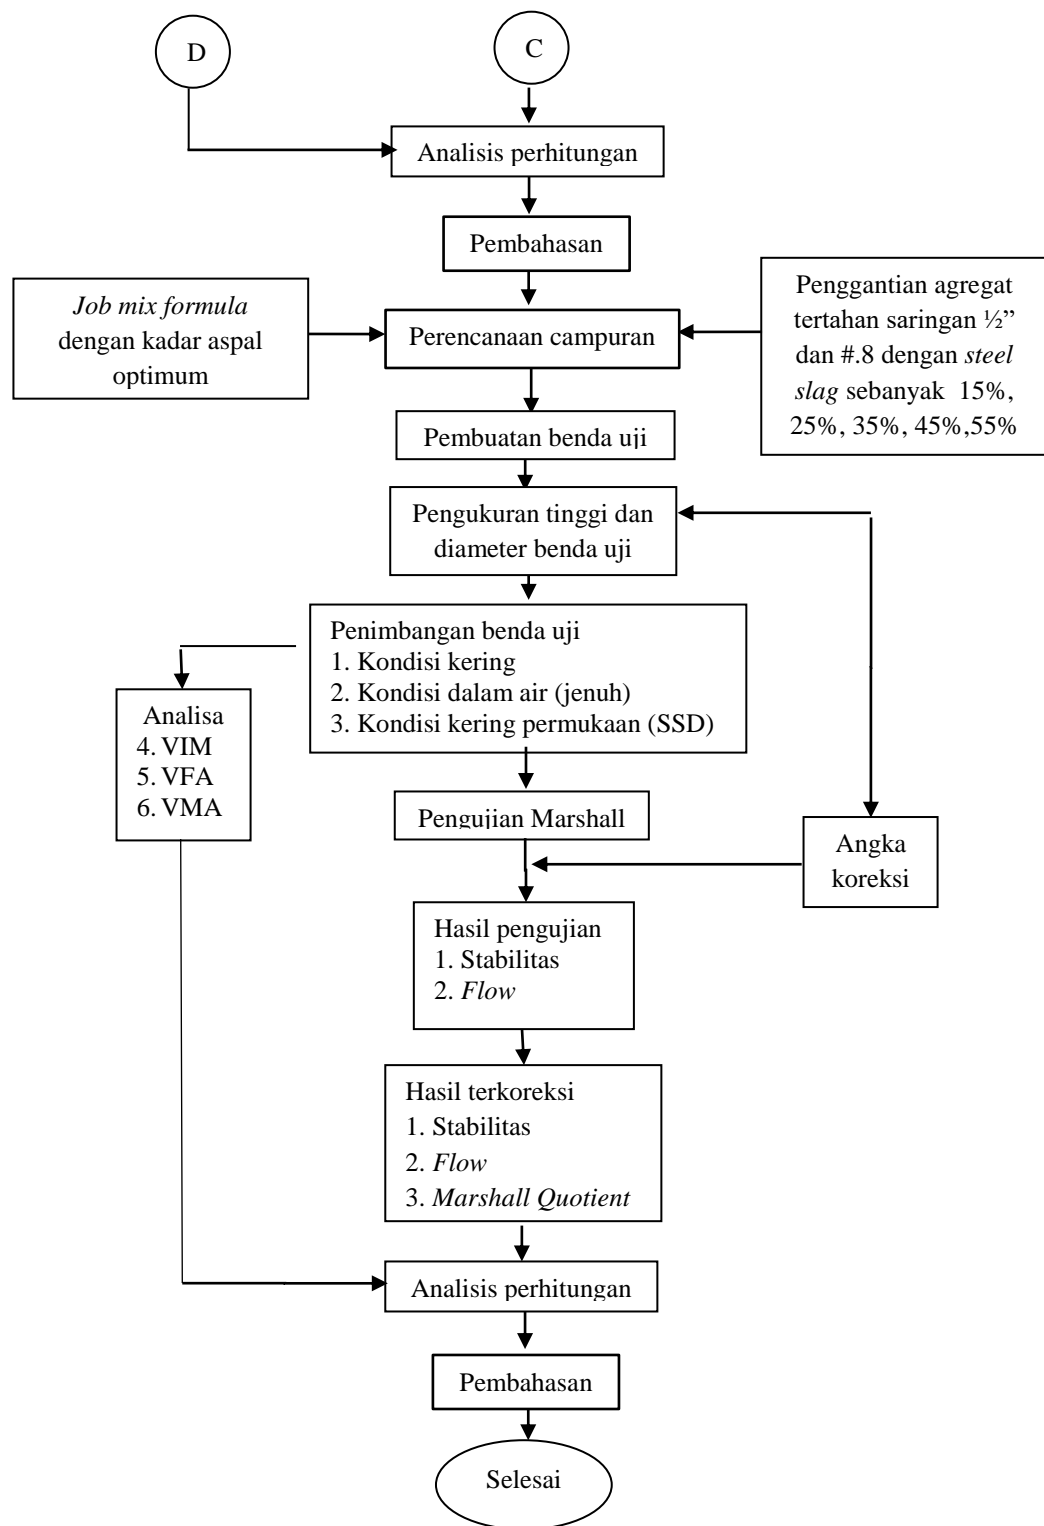 D
C
Analisis perhitungan
Pembahasan
Job mix formula
dengan kadar aspal
optimum
Perencanaan campuran
Penggantian agregat
tertahan saringan ½”
dan #.8 dengan steel
slag sebanyak 15%,
25%, 35%, 45%,55%
Pembuatan benda uji
Pengukuran tinggi dan
diameter benda uji
Penimbangan benda uji
1. Kondisi kering
2. Kondisi dalam air (jenuh)
3. Kondisi kering permukaan (SSD)
Analisa
4. VIM
5. VFA
6. VMA
Pengujian Marshall
Angka
koreksi
Hasil pengujian
1. Stabilitas
2. Flow
Hasil terkoreksi
1. Stabilitas
2. Flow
3. Marshall Quotient
Analisis perhitungan
Pembahasan
Selesai